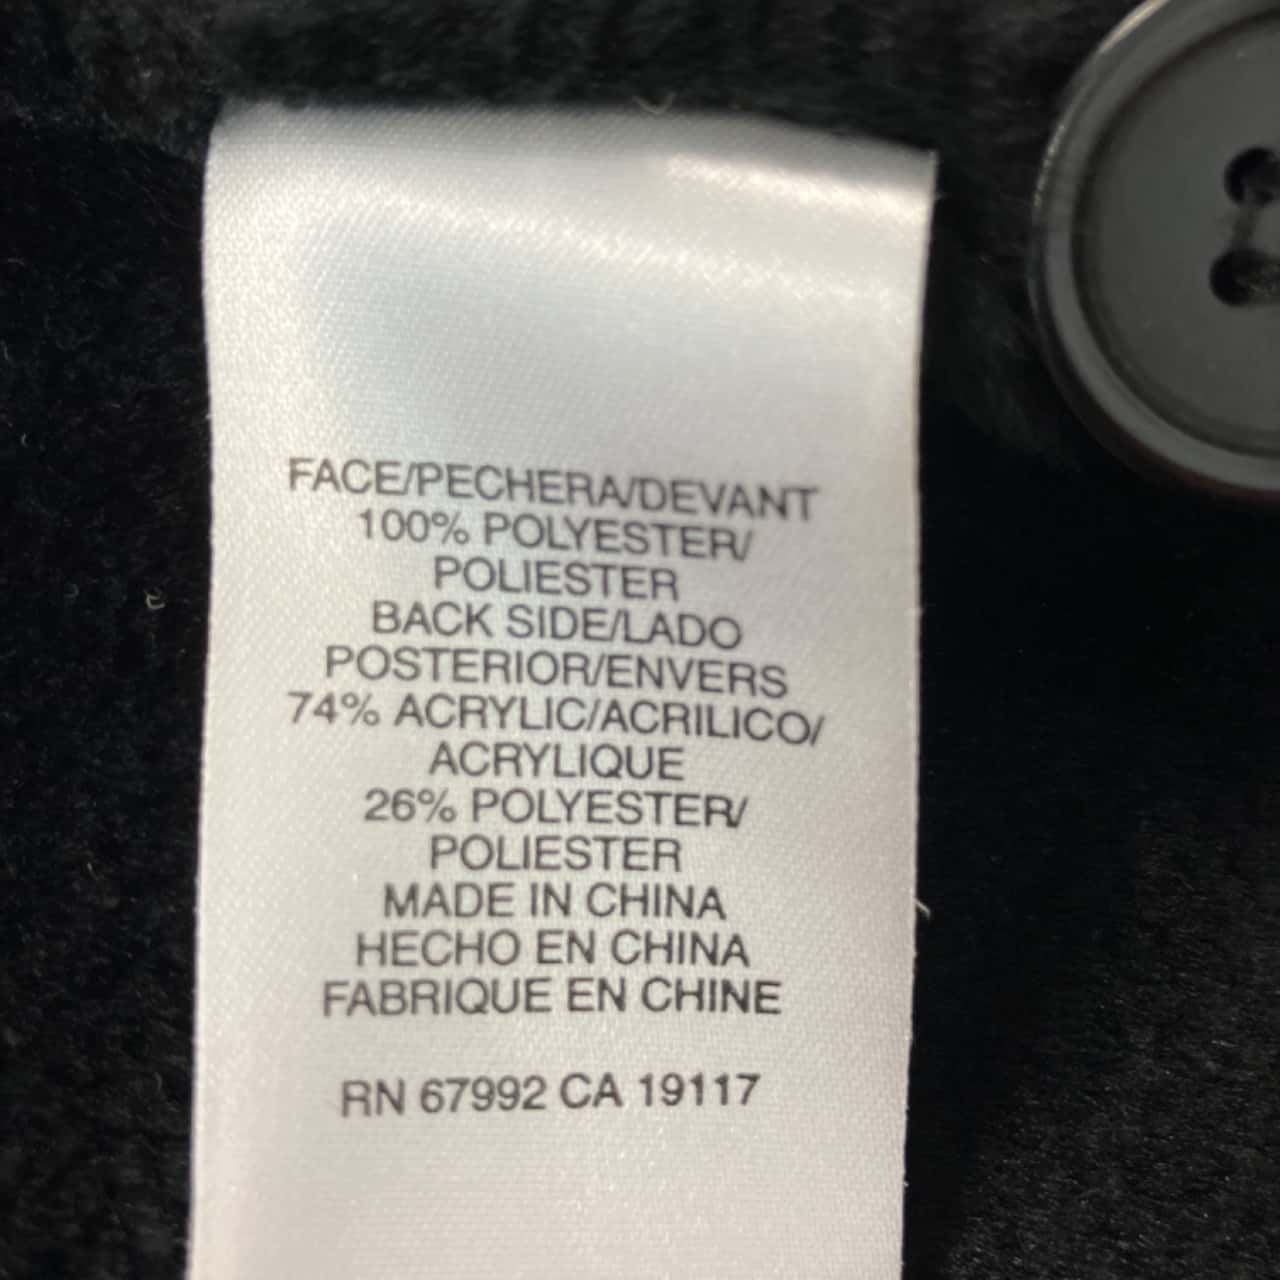 FACE/PECHERA/DEVANT
100% POLYESTER/
POLIESTER
BACK SIDE/LADO
POSTERIOR/ENVERS
74% ACRYLIC/ACRILICO/
ACRYLIQUE
26% POLYESTER/
POLIESTER
MADE IN CHINA
HECHO EN CHINA
FABRIQUE EN CHINE
RN 67992 CA 19117